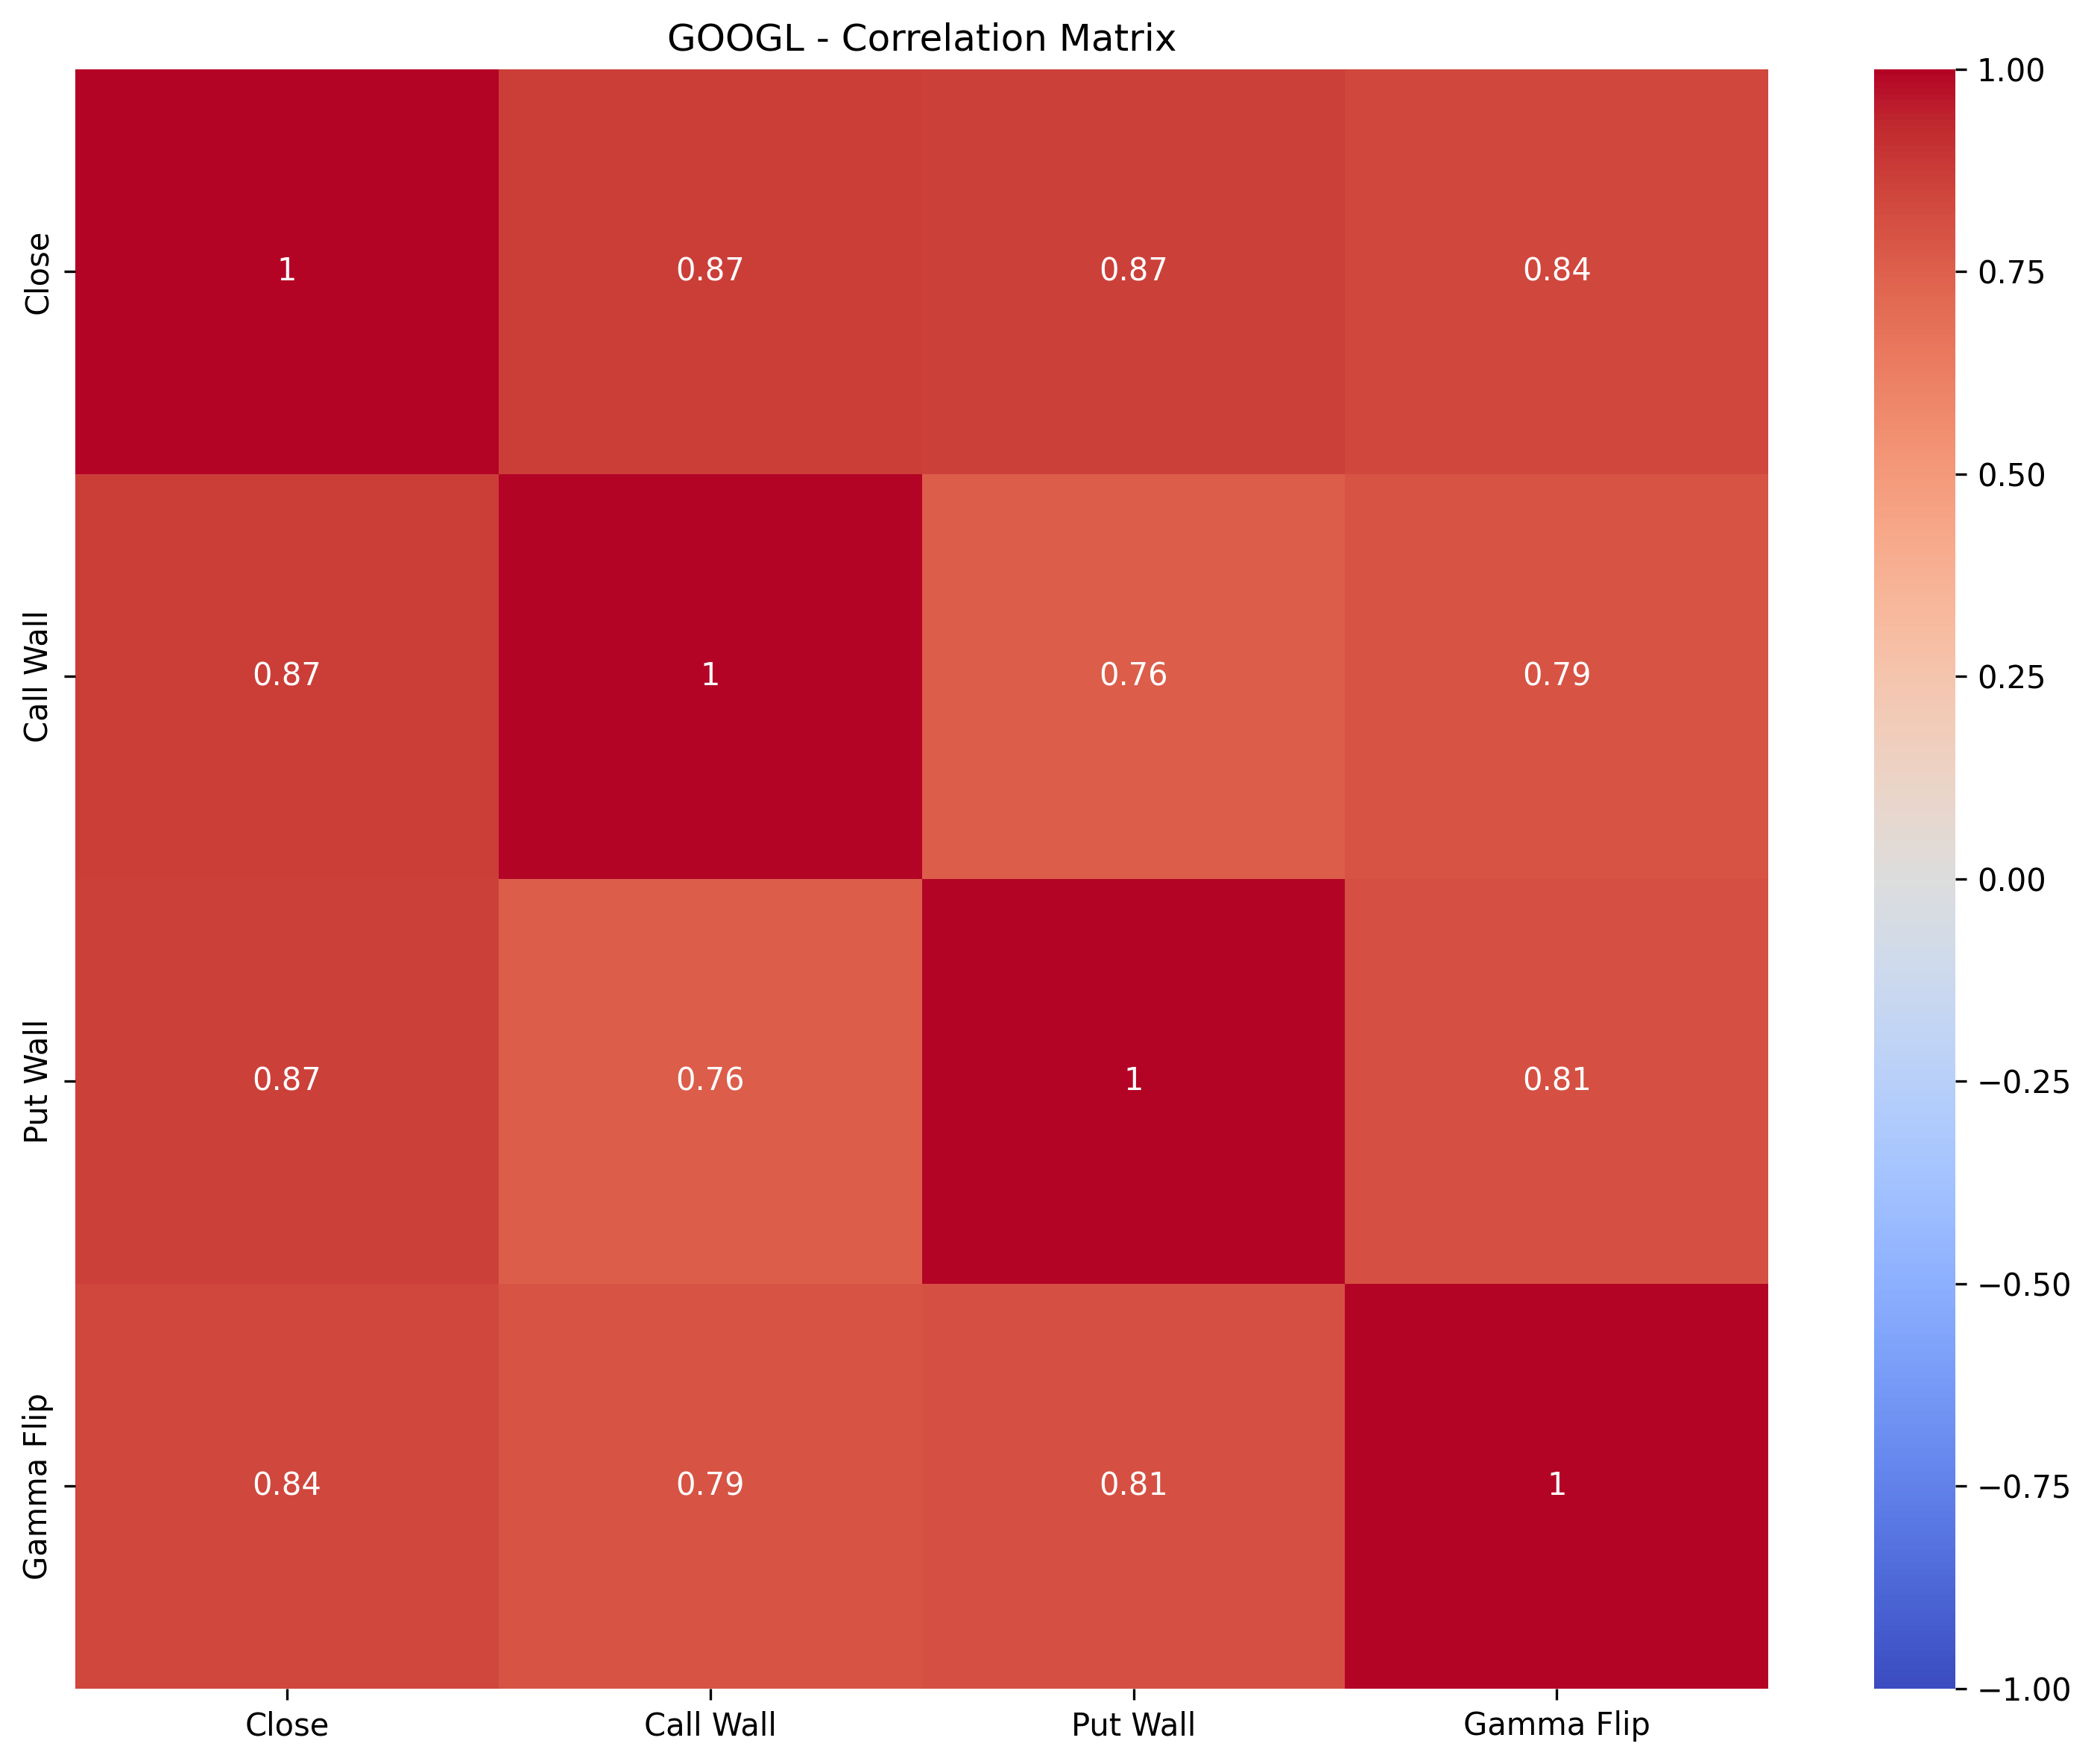 GOOGL - Correlation Matrix
Close 1 0.87 0.87 0.84
Call Wall 0.87 1 0.76 0.79
Put Wall 0.87 0.76 1 0.81
Gamma Flip 0.84 0.79 0.81 1
Close Call Wall Put Wall Gamma Flip
1.00
0.75
0.50
0.25
0.00
−0.25
−0.50
−0.75
−1.00